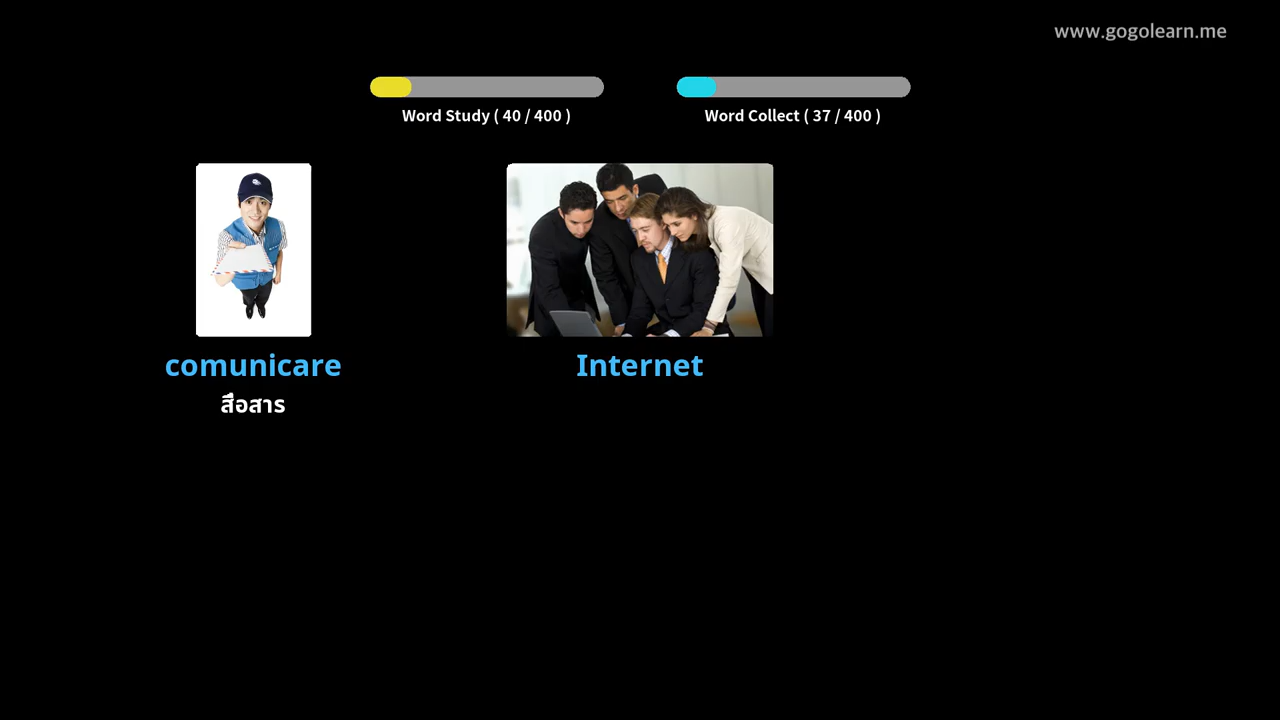 www.gogolearn.me
Word Study ( 40 / 400 )
Word Collect ( 37 / 400 )
comunicare
สื่อสาร
Internet